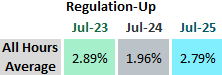 Regulation-Up
Jul-23 Jul-24 Jul-25
All Hours Average 2.89% 1.96% 2.79%